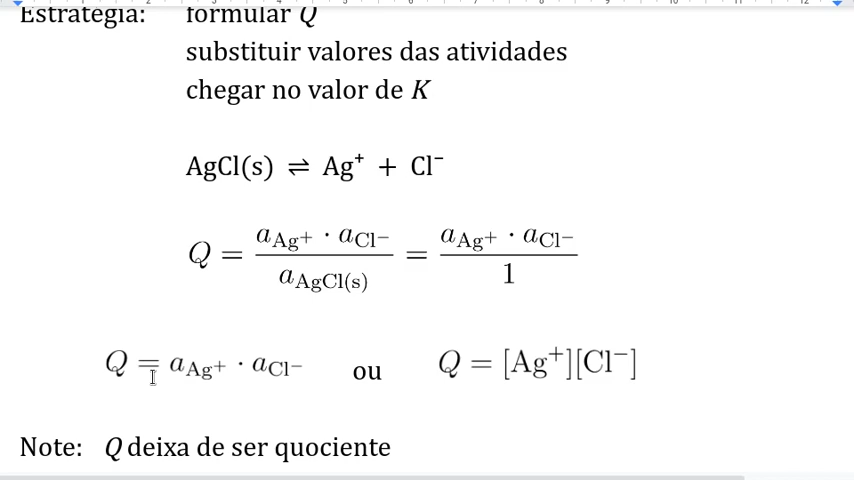 Estratégia: formular Q
substituir valores das atividades
chegar no valor de K
AgCl(s) ⇌ Ag⁺ + Cl⁻
Q = a_Ag⁺ · a_Cl⁻ / a_AgCl(s) = a_Ag⁺ · a_Cl⁻ / 1
Q = a_Ag⁺ · a_Cl⁻ ou Q = [Ag⁺][Cl⁻]
Note: Q deixa de ser quociente